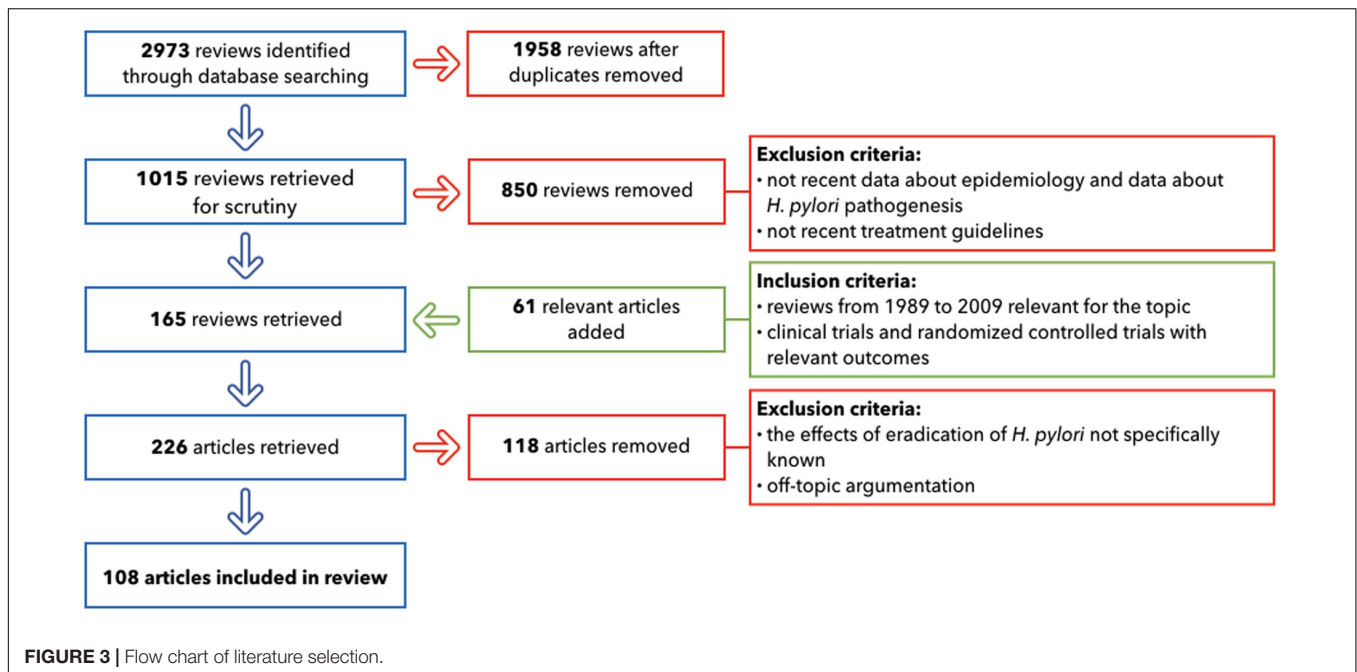 2973 reviews identified
through database searching
1958 reviews after
duplicates removed
1015 reviews retrieved
for scrutiny
850 reviews removed
Exclusion criteria:
• not recent data about epidemiology and data about
H. pylori pathogenesis
• not recent treatment guidelines
165 reviews retrieved
61 relevant articles
added
Inclusion criteria:
• reviews from 1989 to 2009 relevant for the topic
• clinical trials and randomized controlled trials with
relevant outcomes
226 articles retrieved
118 articles removed
Exclusion criteria:
• the effects of eradication of H. pylori not specifically
known
• off-topic argumentation
108 articles included in review
FIGURE 3 | Flow chart of literature selection.